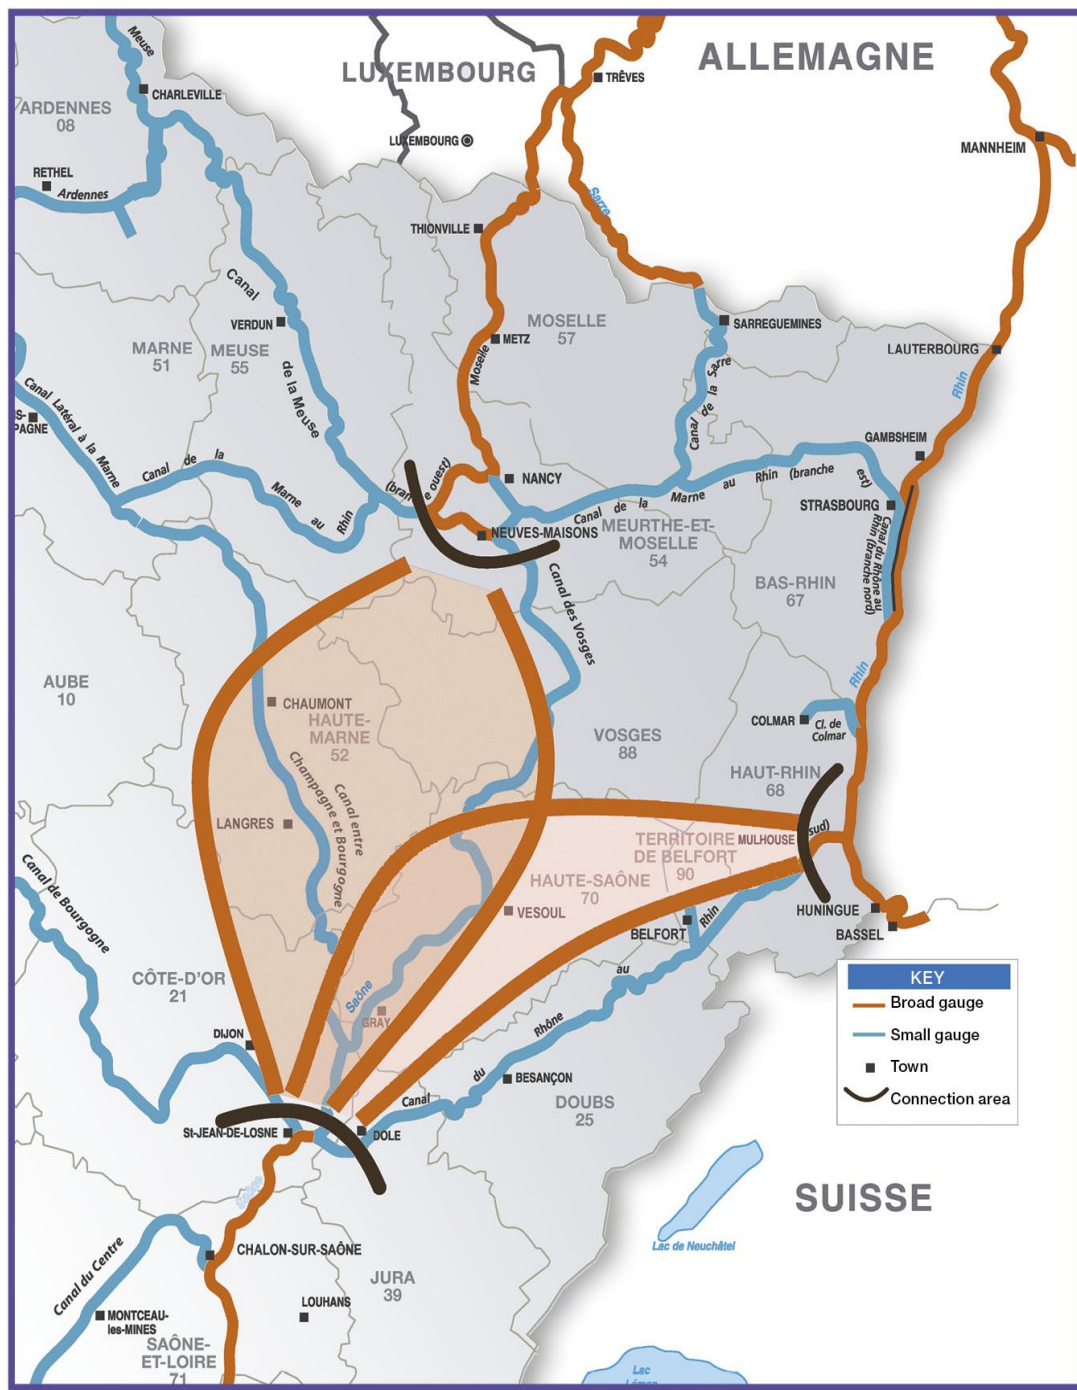 Meuse
ALLEMAGNE
LUXEMBOURG
TRÊVES
CHARLEVILLE
ARDENNES
08
LUXEMBOURG
MANNHEIM
RETHEL
Ardennes
Sarre
THIONVILLE
Canal
VERDUN
MOSELLE
57
SARREGUEMINES
METZ
MARNE
51
MEUSE
55
LAUTERBOURG
Moselle
de la Meuse
Canal de la Sarre
Rhin
Canal Latéral à la Marne
S-
PAGNE
GAMBSHEIM
Canal de la
Marne au Rhin
(bran e ouest)
NANCY
Canal de la Marne au Rhin (branche est)
STRASBOURG
NEUVES-MAISONS
MEURTHE-ET-
MOSELLE
54
Canal du Rhône au
Rhin (branche nord)
Canal des Vosges
BAS-RHIN
67
AUBE
10
Rhin
CHAUMONT
HAUTE-
MARNE
52
COLMAR
Cl. de
Colmar
VOSGES
88
Canal entre
Champagne et Bourgogne
HAUT-RHIN
68
LANGRES
sud)
MULHOUSE
TERRITOIRE
DE BELFORT
90
HAUTE-SAÔNE
70
VESOUL
Canal de Bourgogne
HUNINGUE
BASSEL
BELFORT
Rhin
au
CÔTE-D'OR
21
Saône
GRAY
KEY
Broad gauge
Small gauge
Town
Connection area
DIJON
Rhône
du
BESANÇON
Canal
DOUBS
25
St-JEAN-DE-LOSNE
DOLE
SUISSE
Lac de Neuchâtel
Canal du Centre
CHALON-SUR-SAÔNE
JURA
39
LOUHANS
MONTCEAU-
les-MINES
SAÔNE-
ET-LOIRE
71
Lac
Léman